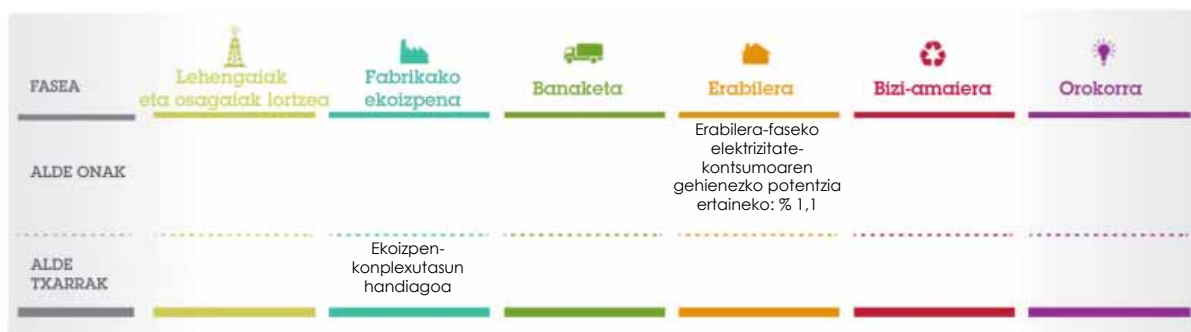 FASEA
Lehengaiak
eta osagaiak lortzea
Fabrikako
ekoizpena
Banaketa
Erabilera
Bizi-amaiera
Orokorra
ALDE ONAK
Erabilera-faseko
elektrizitate-
kontsumoaren
gehienezko potentzia
ertaineko: % 1,1
ALDE
TXARRAK
Ekoizpen-
konplexutasun
handiagoa